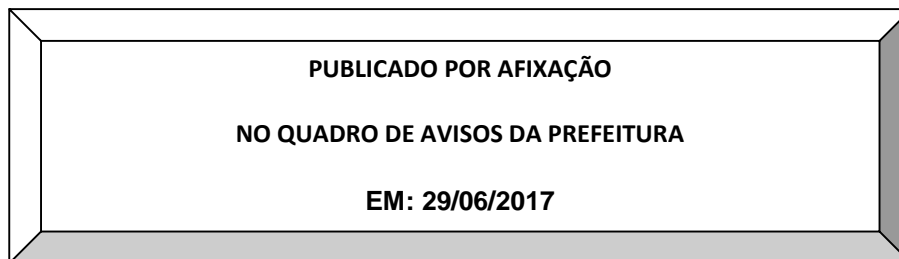 PUBLICADO POR AFIXAÇÃO
NO QUADRO DE AVISOS DA PREFEITURA
EM: 29/06/2017